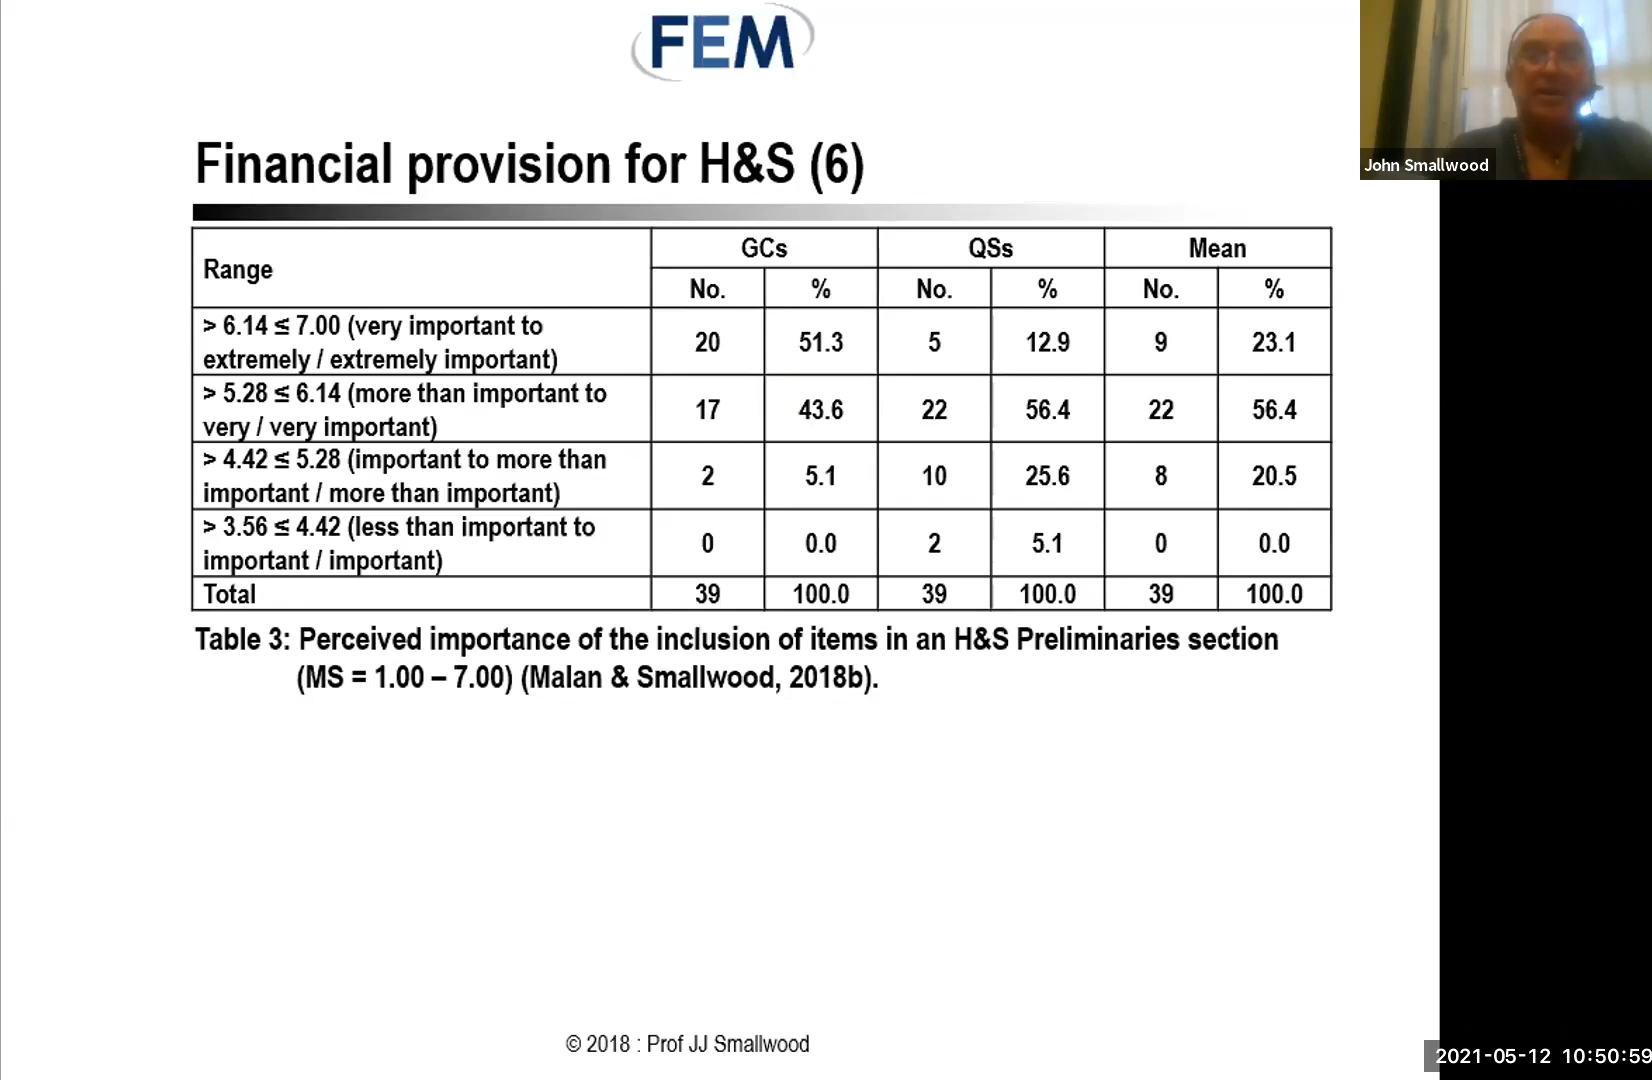 FEM
John Smallwood
Financial provision for H&S (6)
Range GCs QSs Mean
No. % No. % No. %
> 6.14 ≤ 7.00 (very important to
extremely / extremely important) 20 51.3 5 12.9 9 23.1
> 5.28 ≤ 6.14 (more than important to
very / very important) 17 43.6 22 56.4 22 56.4
> 4.42 ≤ 5.28 (important to more than
important / more than important) 2 5.1 10 25.6 8 20.5
> 3.56 ≤ 4.42 (less than important to
important / important) 0 0.0 2 5.1 0 0.0
Total 39 100.0 39 100.0 39 100.0
Table 3: Perceived importance of the inclusion of items in an H&S Preliminaries section
(MS = 1.00 – 7.00) (Malan & Smallwood, 2018b).
© 2018 : Prof JJ Smallwood
2021-05-12 10:50:59